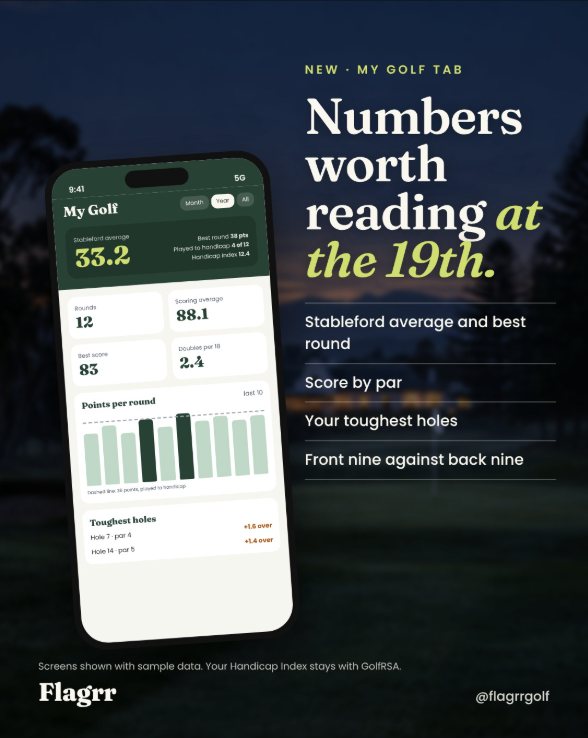 NEW · MY GOLF TAB
Numbers
worth
reading at
the 19th.
Stableford average and best
round
Score by par
Your toughest holes
Front nine against back nine
9:41
5G
My Golf
Month
Year
All
Stableford average
33.2
Best round 38 pts
Played to handicap 4 of 12
Handicap Index 12.4
Rounds
12
Scoring average
88.1
Best score
83
Doubles per 18
2.4
Points per round
last 10
Dashed line: 36 points, played to handicap.
Toughest holes
Hole 7 · par 4
+1.6 over
Hole 14 · par 5
+1.4 over
Screens shown with sample data. Your Handicap Index stays with GolfRSA.
Flagrr
@flagrrgolf